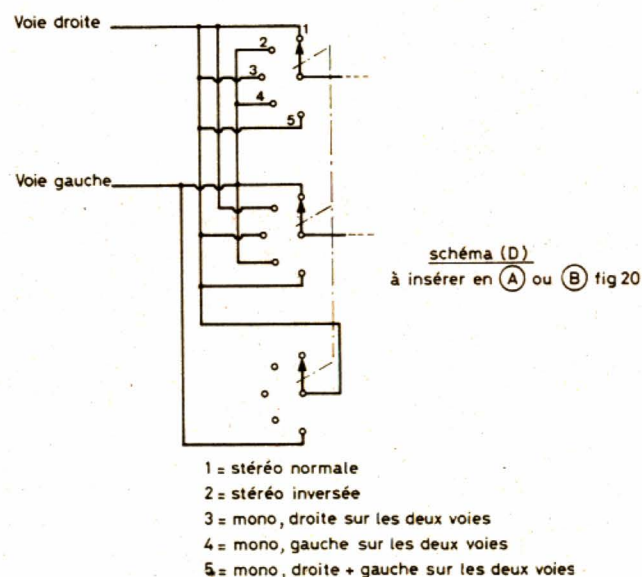 Voie droite
1
2
3
4
5
Voie gauche
schéma (D)
à insérer en A ou B fig 20
1 = stéréo normale
2 = stéréo inversée
3 = mono, droite sur les deux voies
4 = mono, gauche sur les deux voies
5 = mono, droite + gauche sur les deux voies